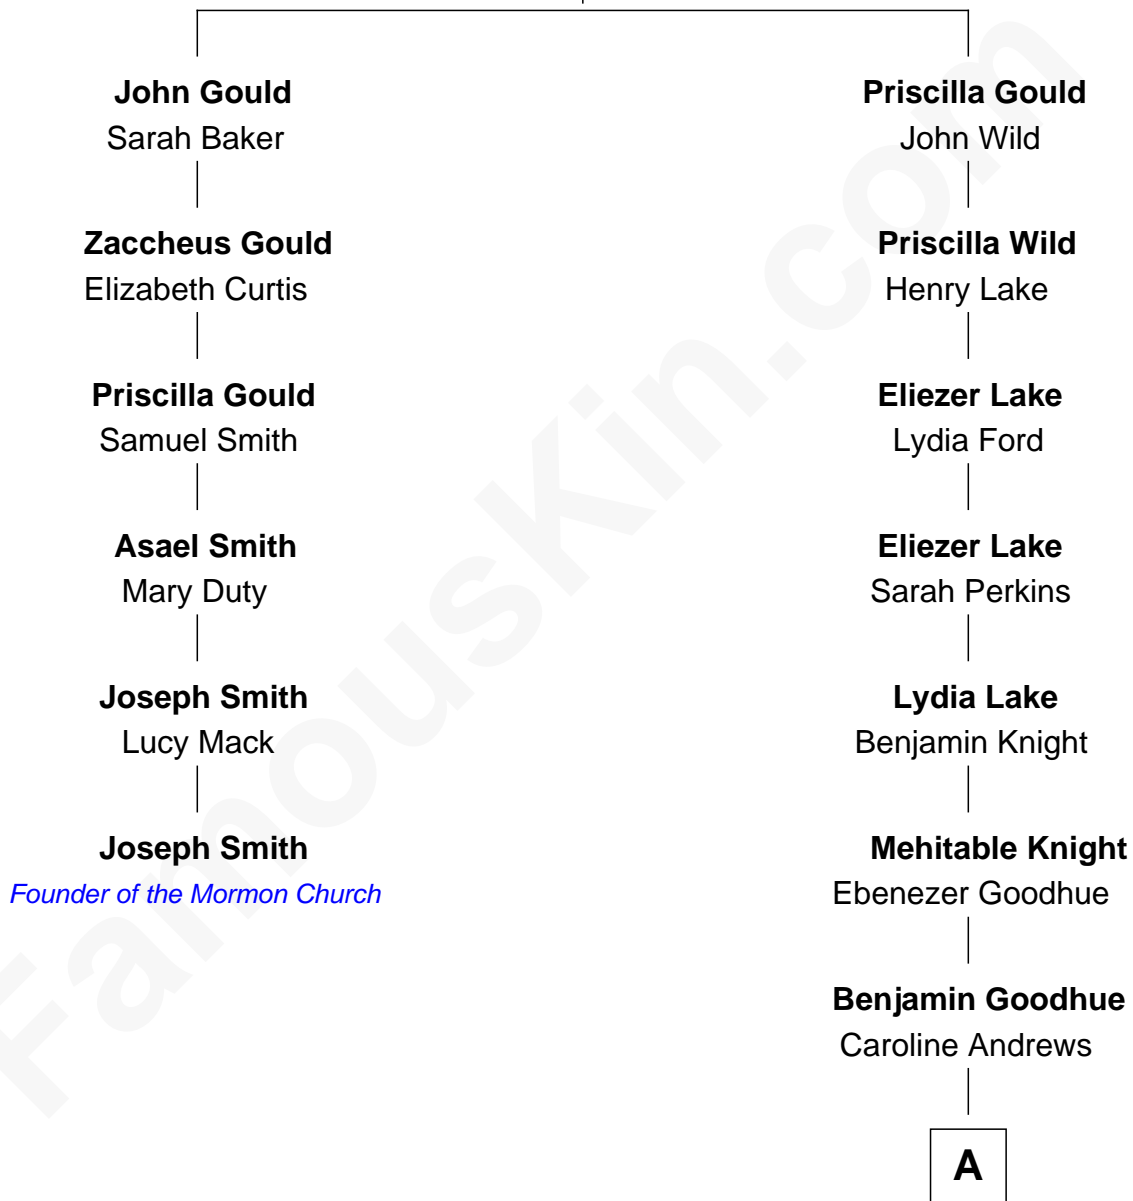 John Gould
Sarah Baker
Priscilla Gould
John Wild
Zaccheus Gould
Elizabeth Curtis
Priscilla Wild
Henry Lake
Priscilla Gould
Samuel Smith
Eliezer Lake
Lydia Ford
Asael Smith
Mary Duty
Eliezer Lake
Sarah Perkins
Joseph Smith
Lucy Mack
Lydia Lake
Benjamin Knight
Joseph Smith
Founder of the Mormon Church
Mehitable Knight
Ebenezer Goodhue
Benjamin Goodhue
Caroline Andrews
A
FamousKin.com